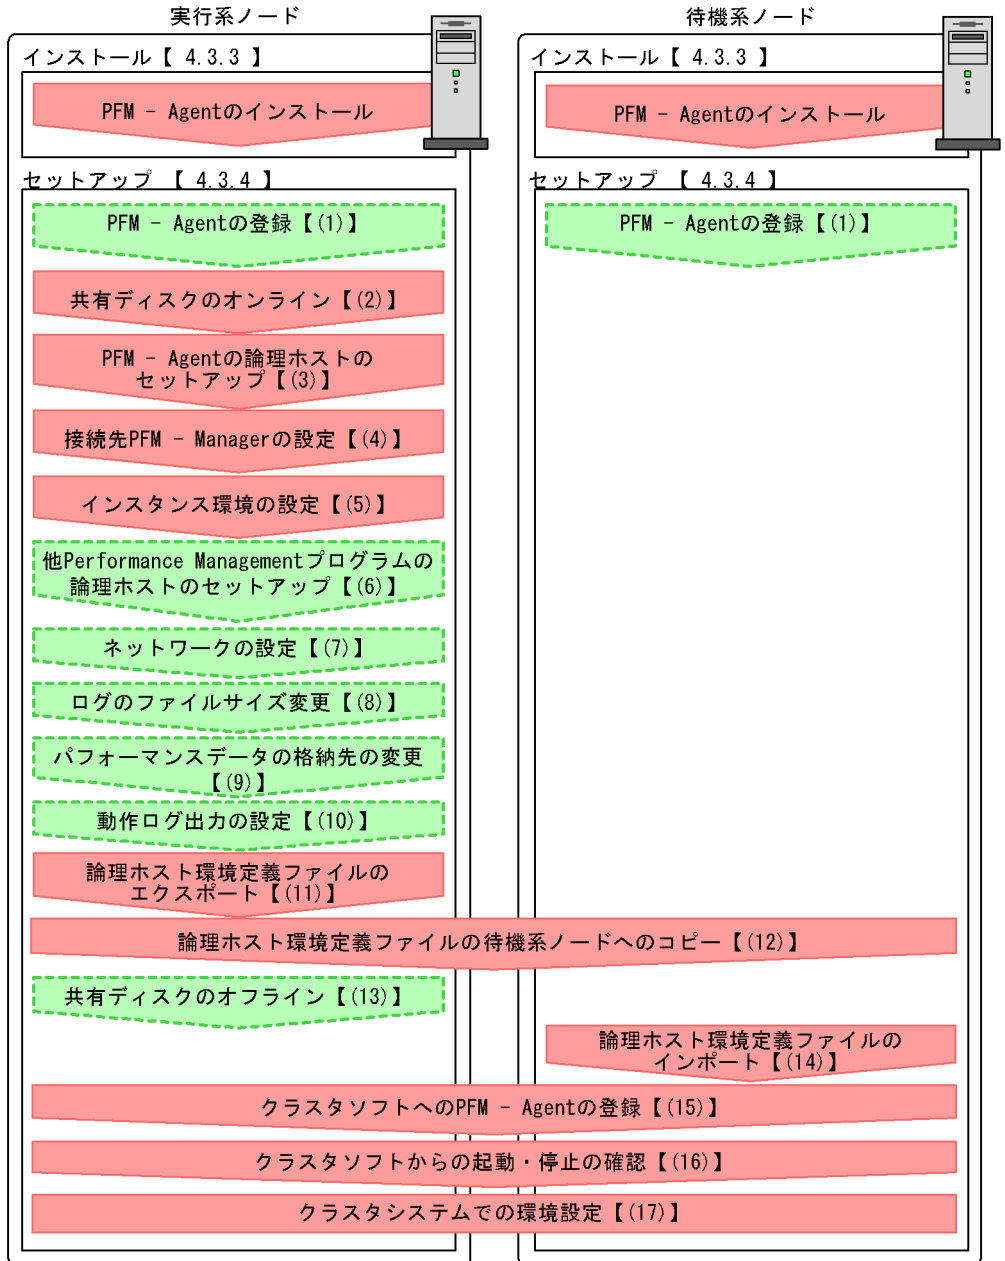 実行系ノード
待機系ノード
インストール【 4.3.3 】
インストール【 4.3.3 】
PFM - Agentのインストール
PFM - Agentのインストール
セットアップ 【 4.3.4 】
セットアップ 【 4.3.4 】
PFM - Agentの登録【(1)】
PFM - Agentの登録【(1)】
共有ディスクのオンライン【(2)】
PFM - Agentの論理ホストの
セットアップ【(3)】
接続先PFM - Managerの設定【(4)】
インスタンス環境の設定【(5)】
他Performance Managementプログラムの
論理ホストのセットアップ【(6)】
ネットワークの設定【(7)】
ログのファイルサイズ変更【(8)】
パフォーマンスデータの格納先の変更
【(9)】
動作ログ出力の設定【(10)】
論理ホスト環境定義ファイルの
エクスポート【(11)】
論理ホスト環境定義ファイルの待機系ノードへのコピー【(12)】
共有ディスクのオフライン【(13)】
論理ホスト環境定義ファイルの
インポート【(14)】
クラスタソフトへのPFM - Agentの登録【(15)】
クラスタソフトからの起動・停止の確認【(16)】
クラスタシステムでの環境設定【(17)】